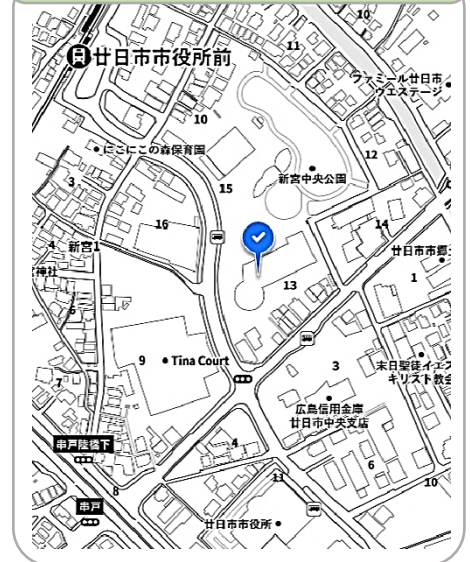 10
11
廿日市市役所前
ファミール廿日市
ウエステージ
10
にこにこの森保育園
新宮中央公園
12
3
15
16
14
4
新宮1
廿日市市郷土
宮神社
13
1
5
9
Tina Court
3
末日聖徒イエス
キリスト教会
7
広島信用金庫
廿日市中央支店
串戸陸橋下
4
6
8
11
10
串戸
廿日市市役所